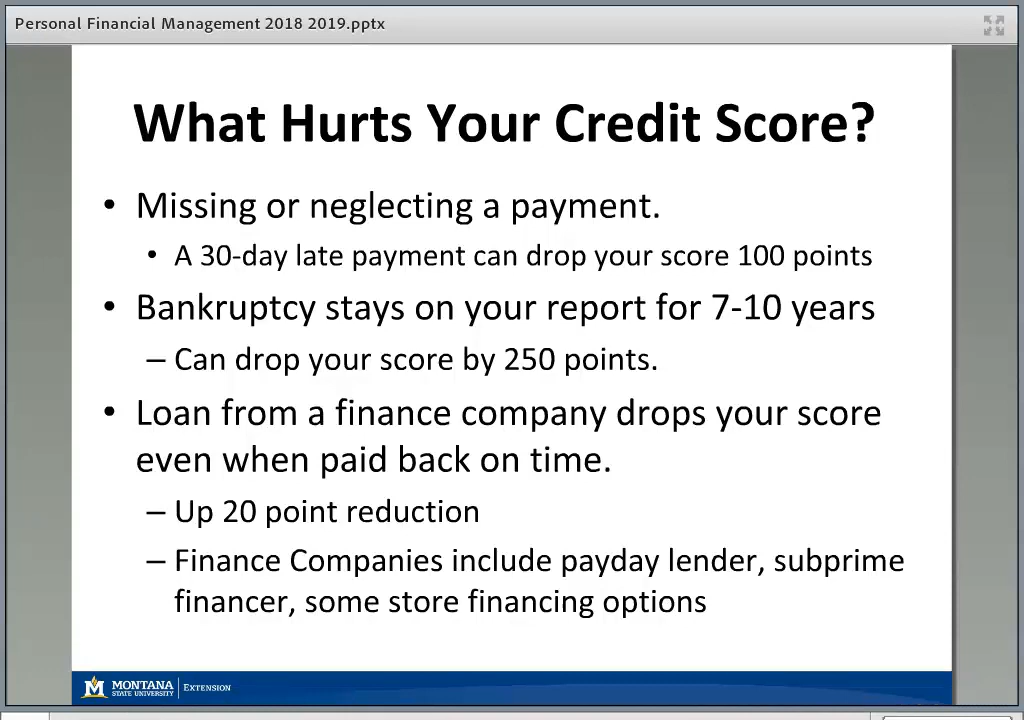 Personal Financial Management 2018 2019.pptx
What Hurts Your Credit Score?
• Missing or neglecting a payment.
• A 30-day late payment can drop your score 100 points
• Bankruptcy stays on your report for 7-10 years
– Can drop your score by 250 points.
• Loan from a finance company drops your score
even when paid back on time.
– Up 20 point reduction
– Finance Companies include payday lender, subprime
financer, some store financing options
MONTANA
STATE UNIVERSITY
EXTENSION